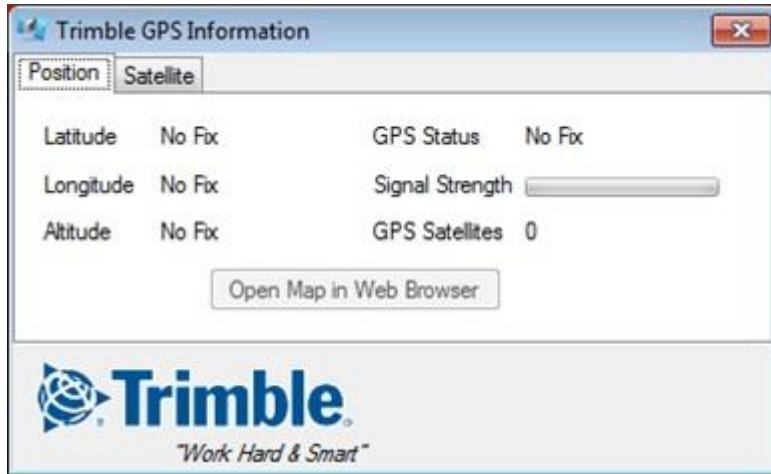 Trimble GPS Information
Position Satellite
Latitude No Fix GPS Status No Fix
Longitude No Fix Signal Strength
Altitude No Fix GPS Satellites 0
Open Map in Web Browser
Trimble
"Work Hard & Smart"